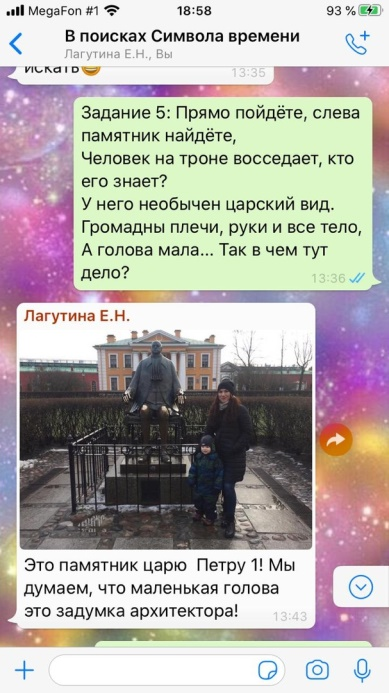 MegaFon #1 18:58 93 %
В поисках Символа времени
Лагутина Е.Н., Вы
искать
13:35
Задание 5: Прямо пойдёте, слева
памятник найдёте,
Человек на троне восседает, кто
его знает?
У него необычен царский вид.
Громадны плечи, руки и все тело,
А голова мала... Так в чем тут
дело?
13:36
Лагутина Е.Н.
Это памятник царю Петру 1! Мы
думаем, что маленькая голова
это задумка архитектора!
13:43